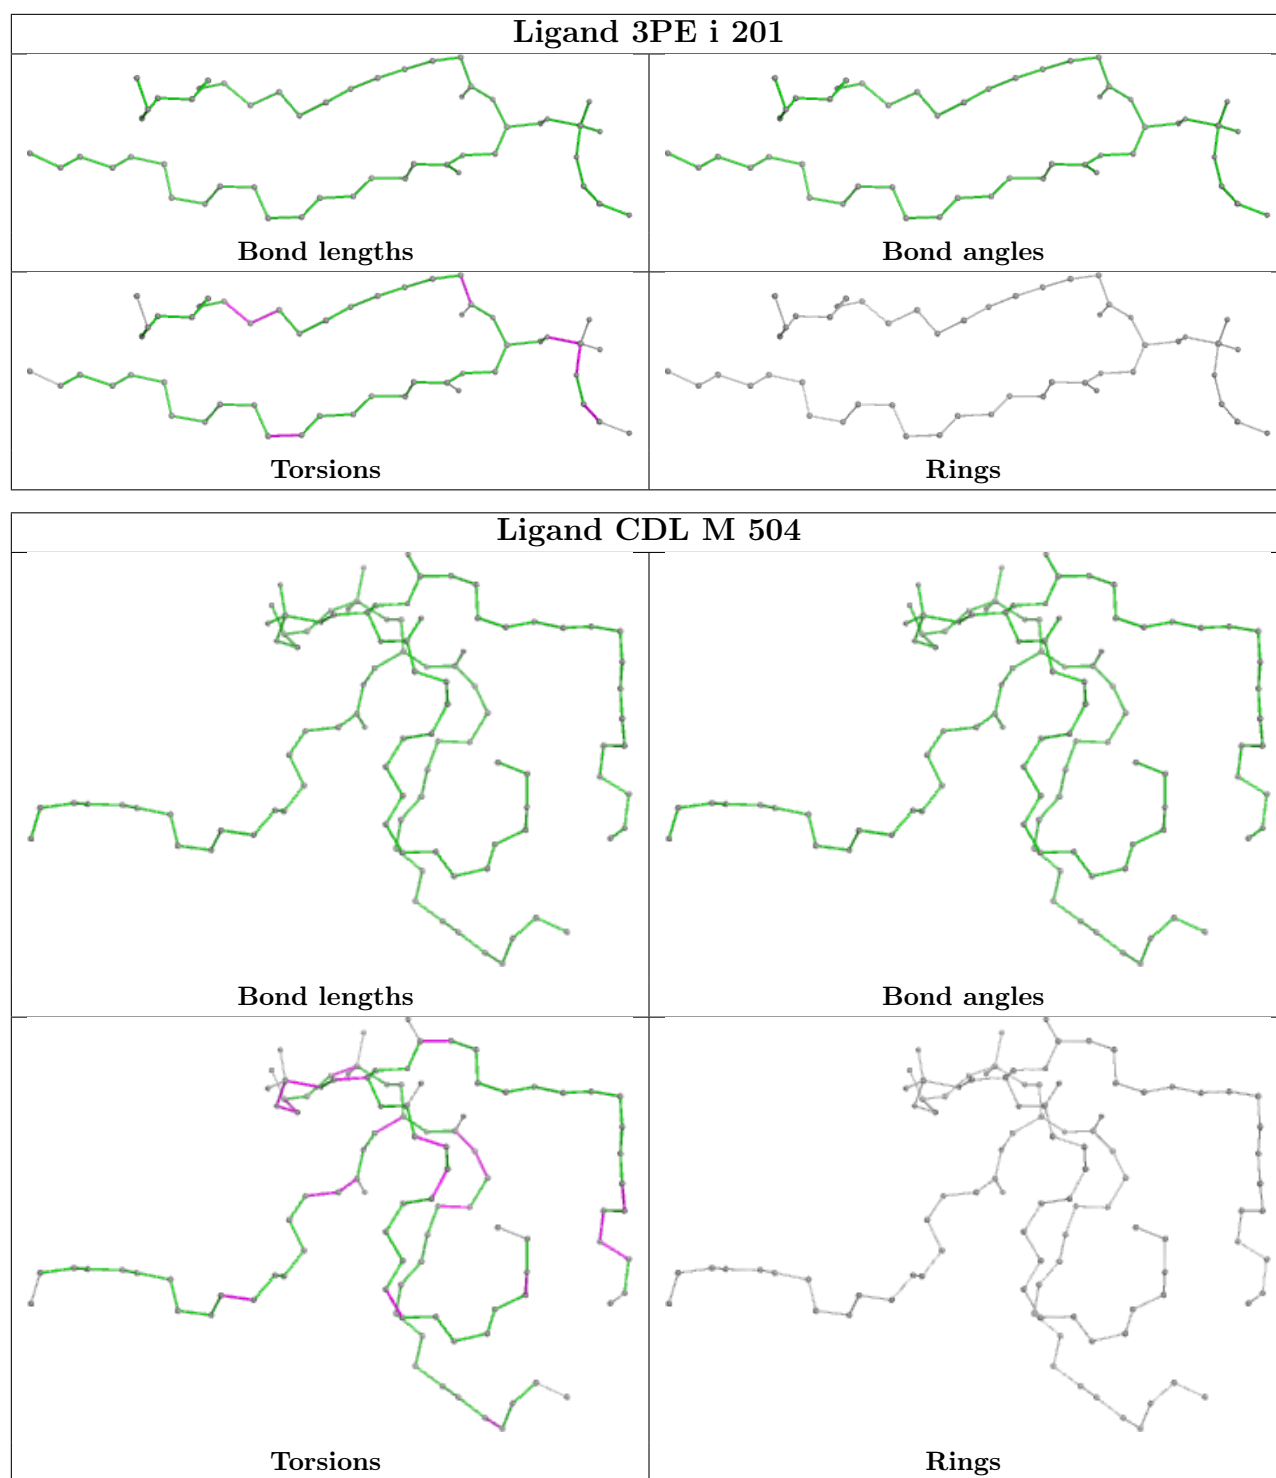 Ligand 3PE i 201
Bond lengths
Bond angles
Torsions
Rings
Ligand CDL M 504
Bond lengths
Bond angles
Torsions
Rings